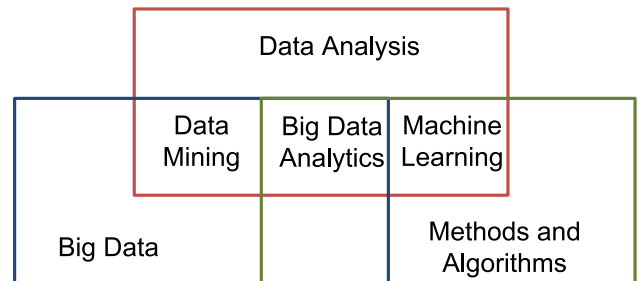 Data Analysis
Data
Mining
Big Data
Analytics
Machine
Learning
Big Data
Methods and
Algorithms